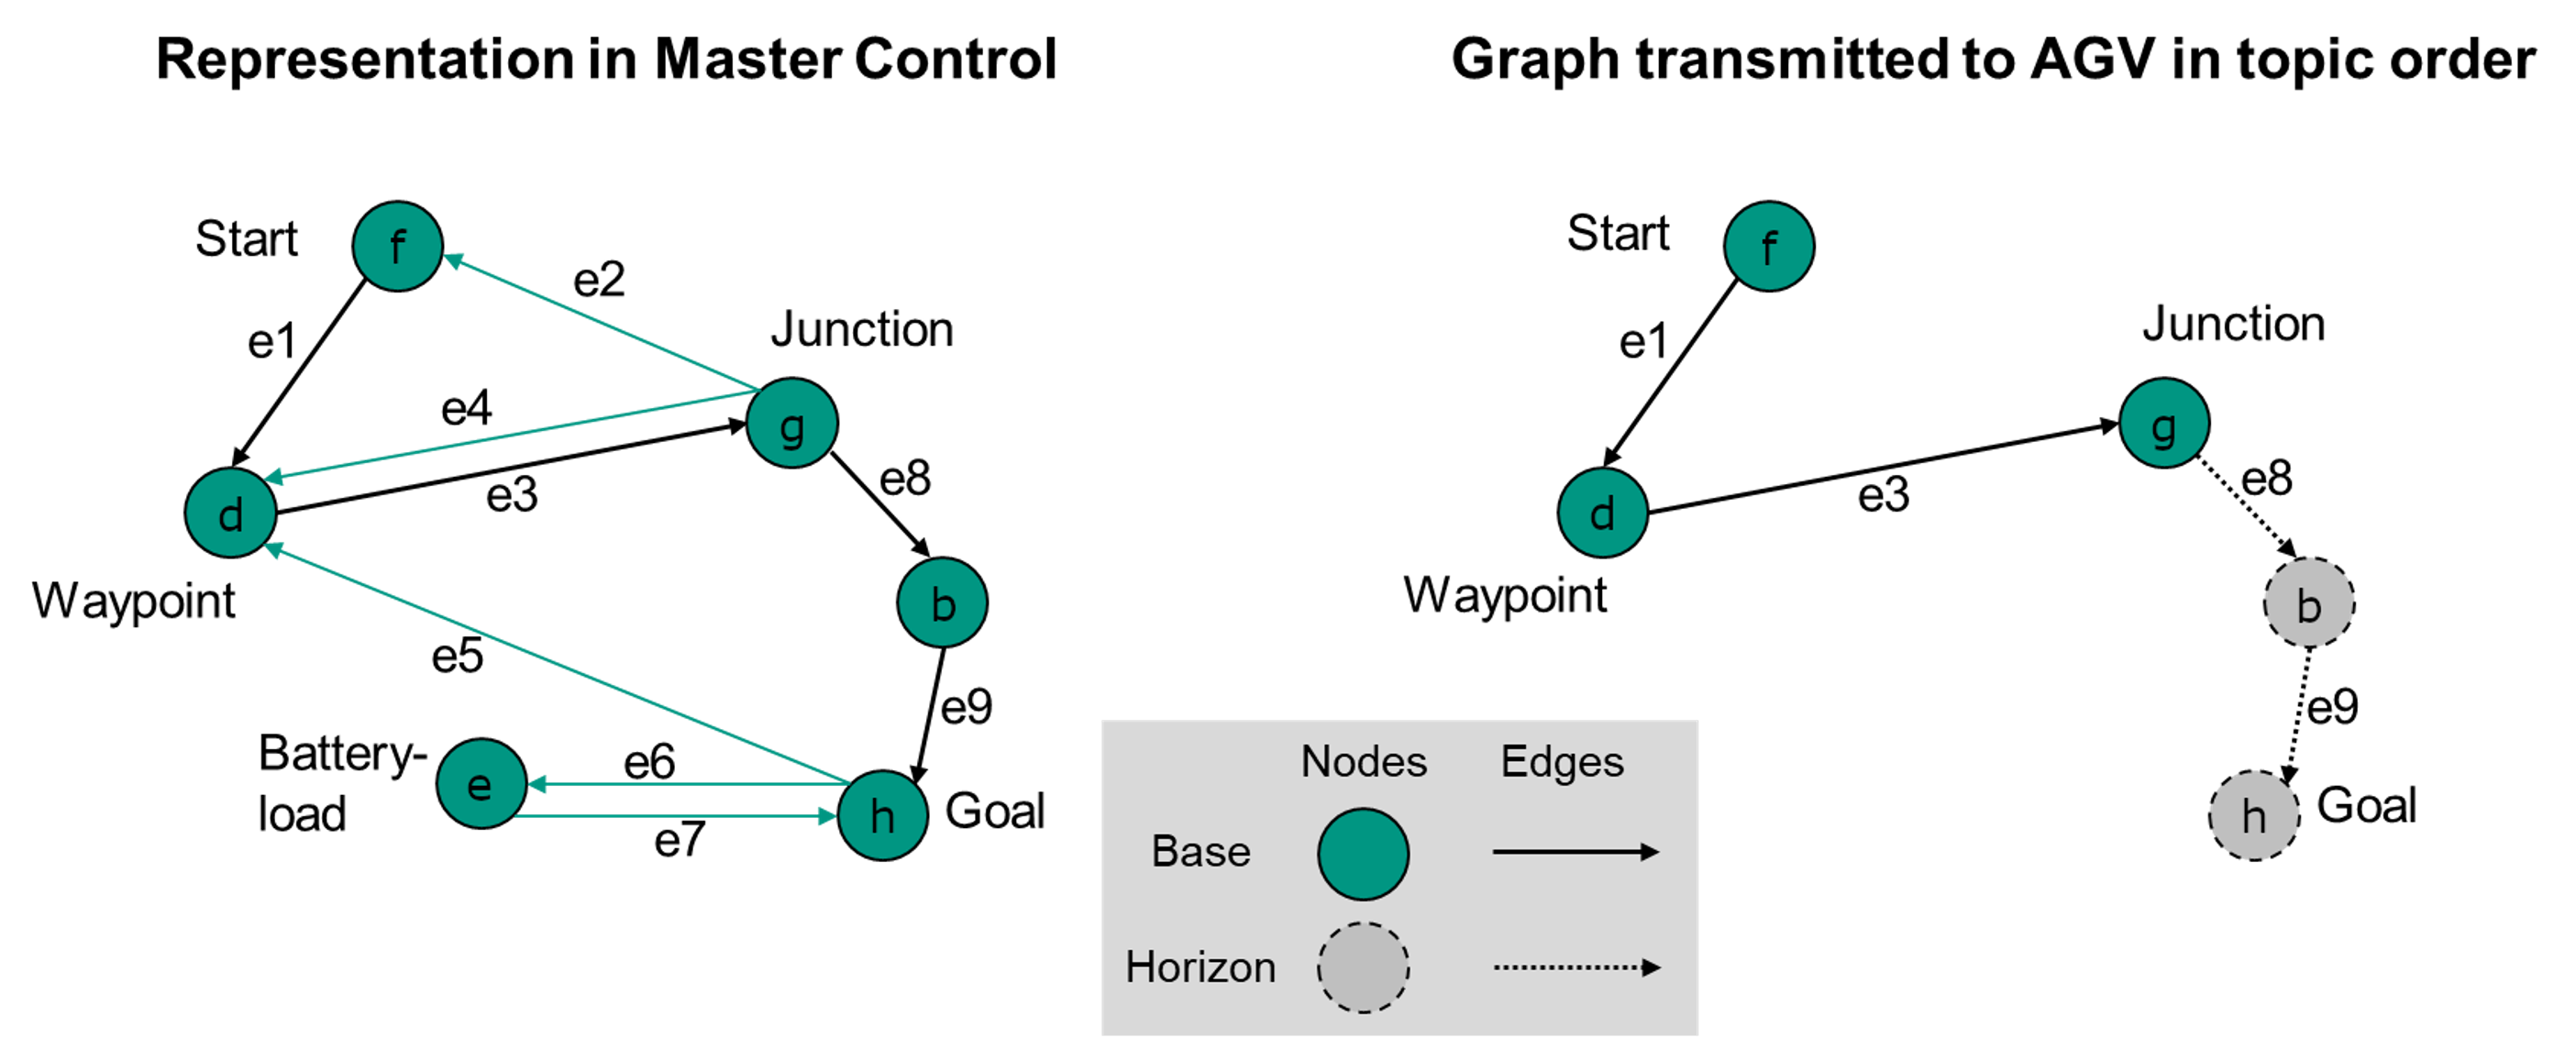 Representation in Master Control
Start
f
e2
e1
Junction
e4
g
e3
e8
d
Waypoint
b
e5
e9
Battery-
load
e
e6
e7
h
Goal
Graph transmitted to AGV in topic order
Start
f
e1
Junction
g
e3
e8
d
Waypoint
b
e9
h
Goal
Nodes Edges
Base
Horizon